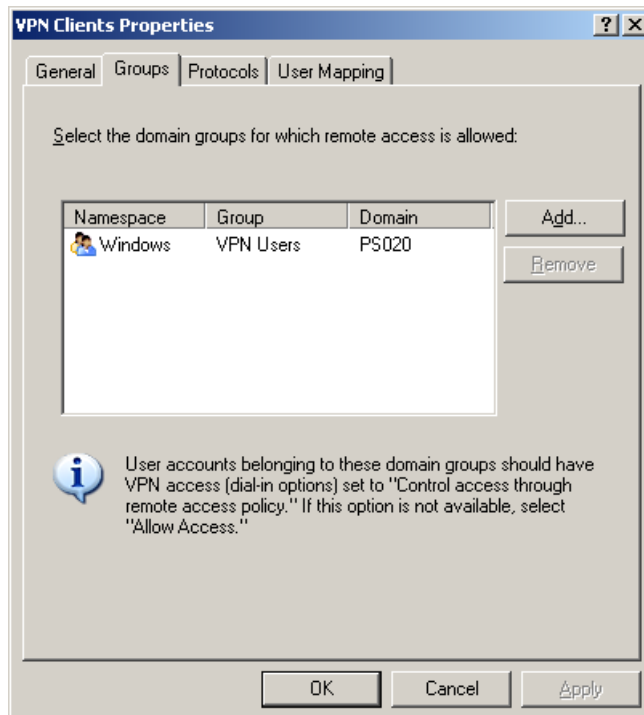 VPN Clients Properties
General Groups Protocols User Mapping
Select the domain groups for which remote access is allowed:
Namespace Group Domain
Windows VPN Users PS020
Add...
Remove
User accounts belonging to these domain groups should have
VPN access (dial-in options) set to "Control access through
remote access policy." If this option is not available, select
"Allow Access."
OK Cancel Apply